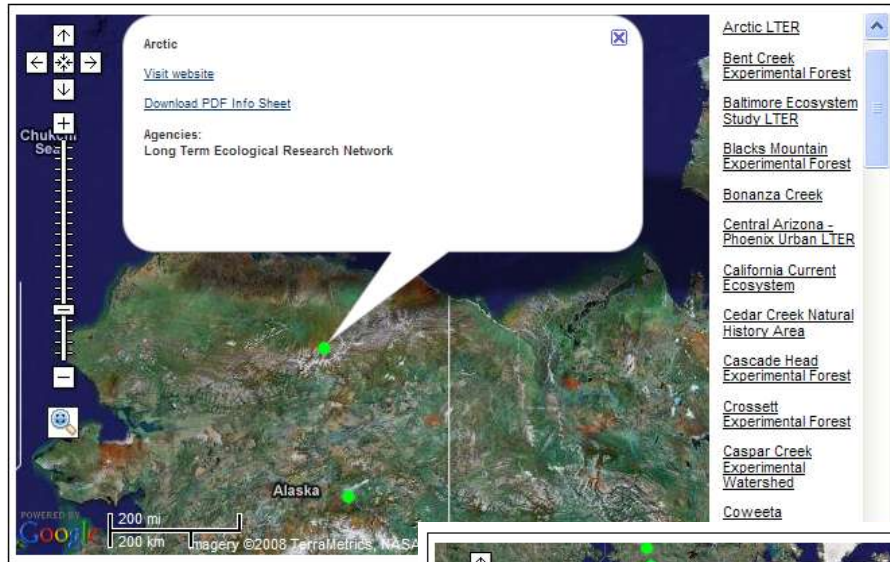 Arctic
Visit website
Download PDF Info Sheet
Agencies:
Long Term Ecological Research Network
Chukchi
Sea
Alaska
POWERED BY
Google
200 mi
200 km
Imagery ©2008 TerraMetrics, NASA
Arctic LTER
Bent Creek
Experimental Forest
Baltimore Ecosystem
Study LTER
Blacks Mountain
Experimental Forest
Bonanza Creek
Central Arizona -
Phoenix Urban LTER
California Current
Ecosystem
Cedar Creek Natural
History Area
Cascade Head
Experimental Forest
Crossett
Experimental Forest
Caspar Creek
Experimental
Watershed
Coweeta